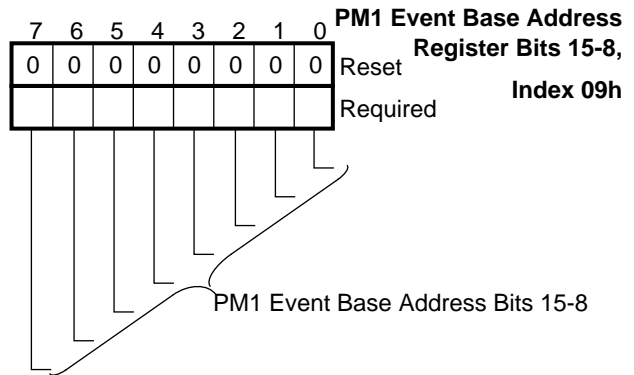 PM1 Event Base Address
Register Bits 15-8,
Index 09h
7 6 5 4 3 2 1 0
0 0 0 0 0 0 0 0 Reset
Required
PM1 Event Base Address Bits 15-8